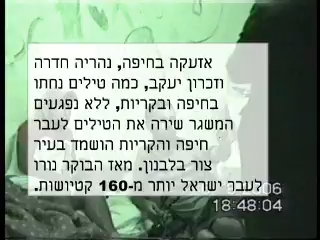 אזעקה בחיפה, נהריה חדרה
וזכרון יעקב, כמה טילים נחתו
בחיפה ובקריות, ללא נפגעים
המשגר שירה את הטילים לעבר
חיפה והקריות הושמד בעיר
צור בלבנון. מאז הבוקר נורו
לעבר ישראל יותר מ-160 קטיושות.
18:48:04